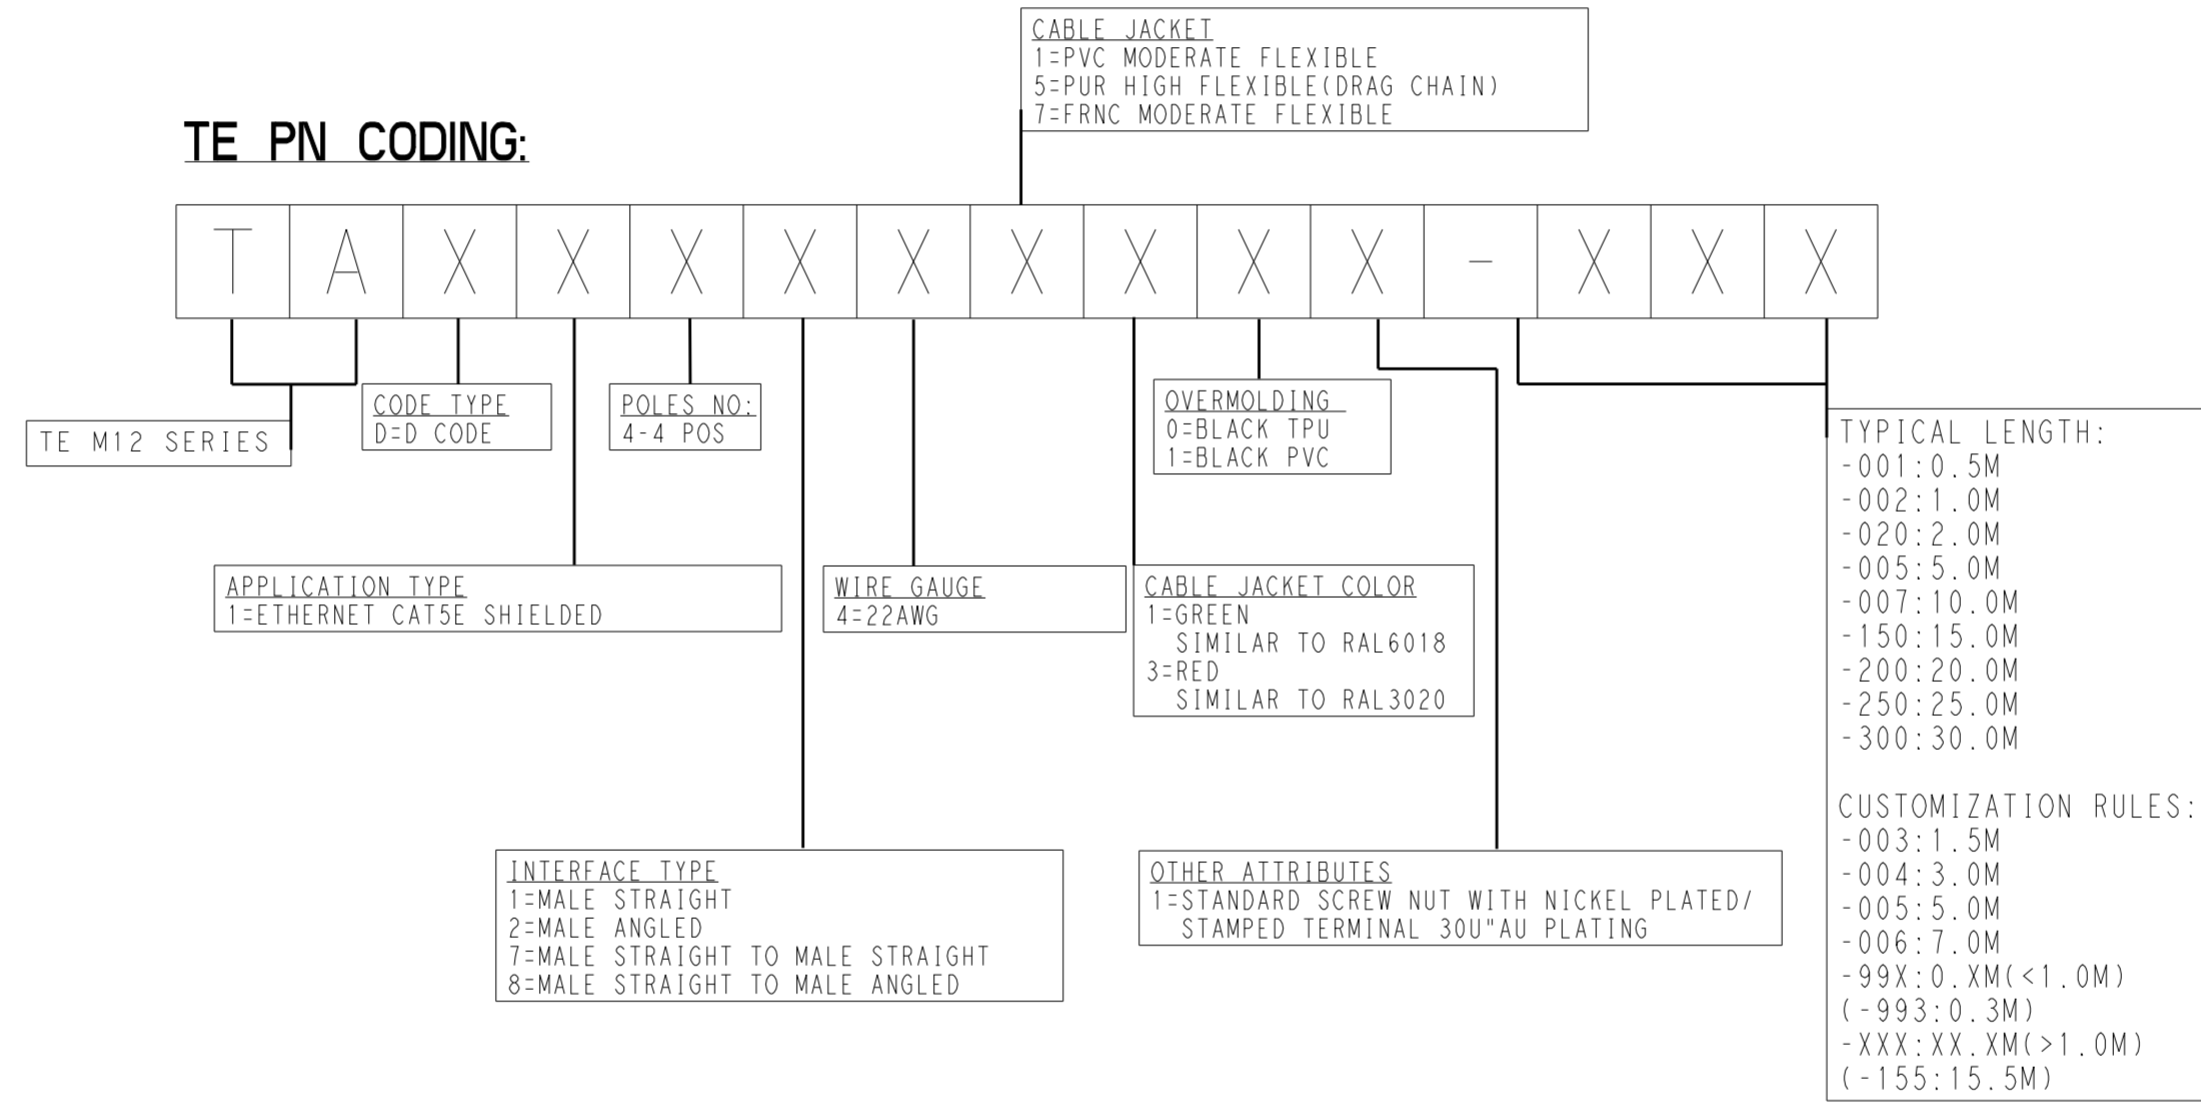 CABLE JACKET
1=PVC MODERATE FLEXIBLE
5=PUR HIGH FLEXIBLE(DRAG CHAIN)
7=FRNC MODERATE FLEXIBLE
TE PN CODING:
T A X X X X X X X X X - X X X
TE M12 SERIES
CODE TYPE
D=D CODE
POLES NO:
4-4 POS
OVERMOLDING
0=BLACK TPU
1=BLACK PVC
APPLICATION TYPE
1=ETHERNET CAT5E SHIELDED
WIRE GAUGE
4=22AWG
CABLE JACKET COLOR
1=GREEN
SIMILAR TO RAL6018
3=RED
SIMILAR TO RAL3020
INTERFACE TYPE
1=MALE STRAIGHT
2=MALE ANGLED
7=MALE STRAIGHT TO MALE STRAIGHT
8=MALE STRAIGHT TO MALE ANGLED
OTHER ATTRIBUTES
1=STANDARD SCREW NUT WITH NICKEL PLATED/
STAMPED TERMINAL 30U"AU PLATING
TYPICAL LENGTH:
-001:0.5M
-002:1.0M
-020:2.0M
-005:5.0M
-007:10.0M
-150:15.0M
-200:20.0M
-250:25.0M
-300:30.0M
CUSTOMIZATION RULES:
-003:1.5M
-004:3.0M
-005:5.0M
-006:7.0M
-99X:0.XM(<1.0M)
(-993:0.3M)
-XXX:XX.XM(>1.0M)
(-155:15.5M)